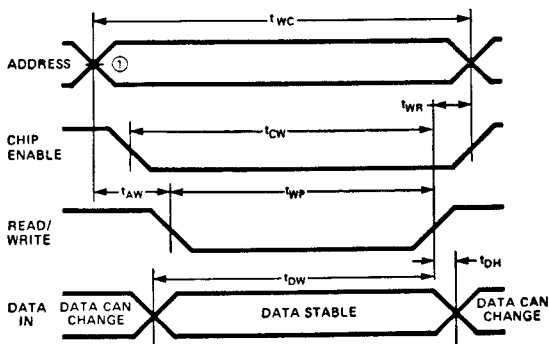 tWC
ADDRESS
①
tWR
CHIP
ENABLE
tCW
tAW
tWP
READ/
WRITE
tDW
tDH
DATA
IN
DATA CAN
CHANGE
DATA STABLE
DATA CAN
CHANGE